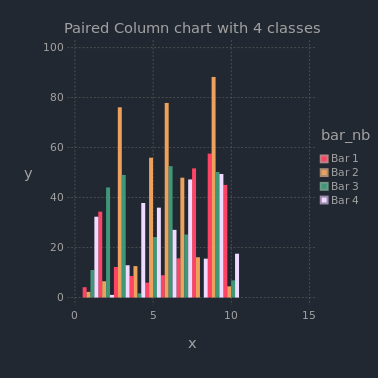 Paired Column chart with 4 classes
100
80
60
40
20
0
y
0
5
10
15
x
bar_nb
Bar 1
Bar 2
Bar 3
Bar 4